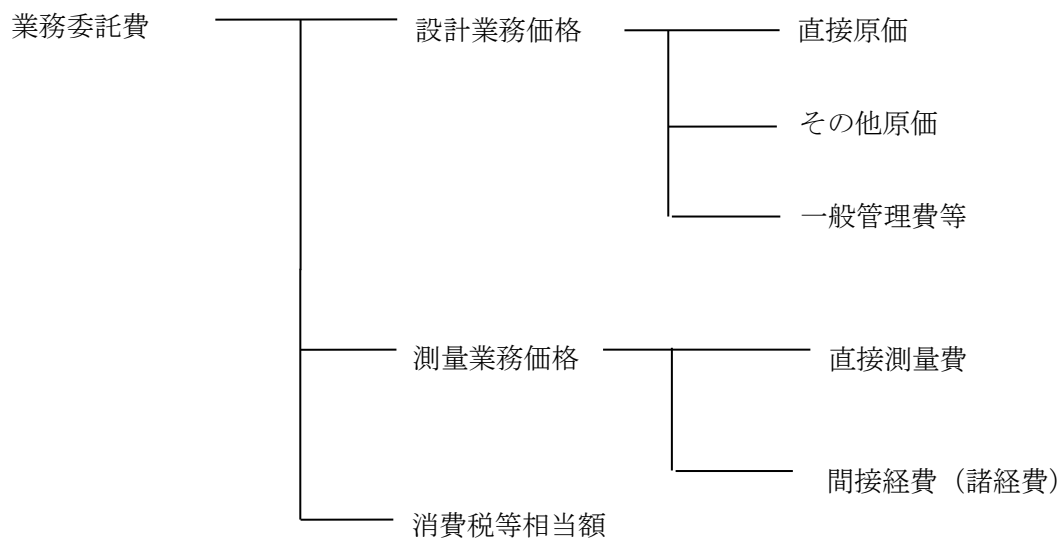 業務委託費
設計業務価格
直接原価
その他原価
一般管理費等
測量業務価格
直接測量費
間接経費（諸経費）
消費税等相当額